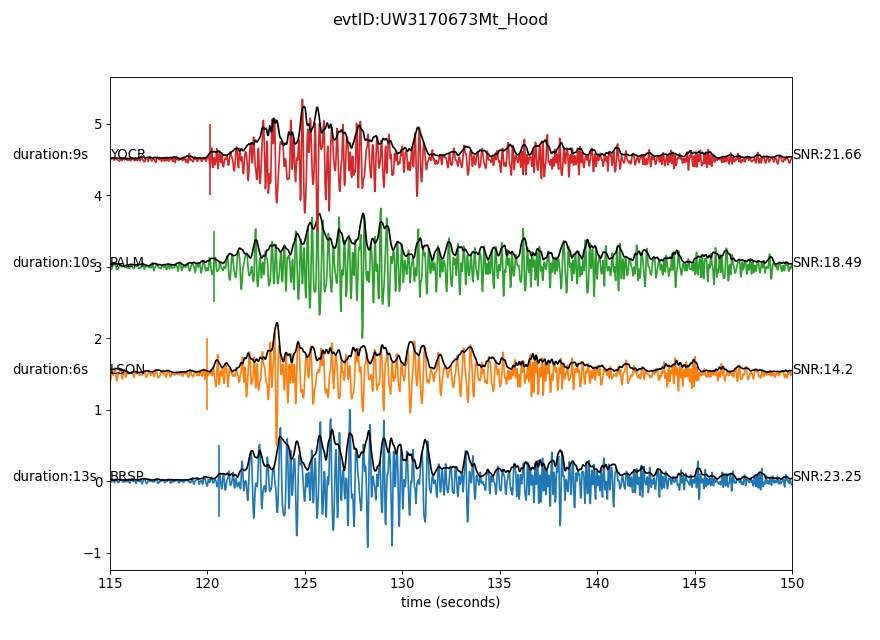 evtID:UW3170673Mt_Hood
5
duration:9s YOCR SNR:21.66
4
duration:10s PALM SNR:18.49
3
2
duration:6s LSON SNR:14.2
1
duration:13s BRSP SNR:23.25
0
−1
115 120 125 130 135 140 145 150
time (seconds)